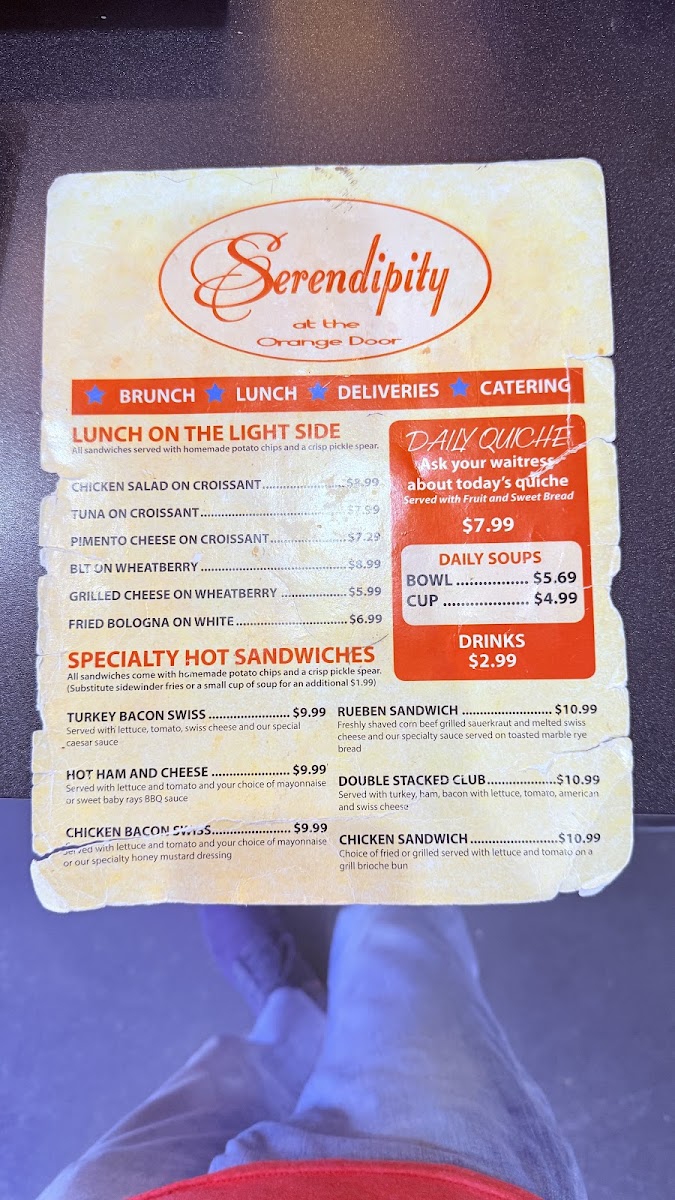 Serendipity
at the
Orange Door
BRUNCH LUNCH DELIVERIES CATERING
LUNCH ON THE LIGHT SIDE
All sandwiches served with homemade potato chips and a crisp pickle spear.
CHICKEN SALAD ON CROISSANT....................$8.99
TUNA ON CROISSANT....................$7.99
PIMENTO CHEESE ON CROISSANT....................$7.29
BLT ON WHEATBERRY....................$8.99
GRILLED CHEESE ON WHEATBERRY....................$5.99
FRIED BOLOGNA ON WHITE....................$6.99
DAILY QUICHE
Ask your waitress
about today's quiche
Served with Fruit and Sweet Bread
$7.99
DAILY SOUPS
BOWL .............. $5.69
CUP .................. $4.99
DRINKS
$2.99
SPECIALTY HOT SANDWICHES
All sandwiches come with homemade potato chips and a crisp pickle spear.
(Substitute sidewinder fries or a small cup of soup for an additional $1.99)
TURKEY BACON SWISS ..................... $9.99
Served with lettuce, tomato, swiss cheese and our special
caesar sauce
HOT HAM AND CHEESE .................... $9.99
Served with lettuce and tomato and your choice of mayonnaise
or sweet baby rays BBQ sauce
CHICKEN BACON SWISS....................... $9.99
Served with lettuce and tomato and your choice of mayonnaise
or our specialty honey mustard dressing
RUEBEN SANDWICH ........................ $10.99
Freshly shaved corn beef grilled sauerkraut and melted swiss
cheese and our specialty sauce served on toasted marble rye
bread
DOUBLE STACKED CLUB..................$10.99
Served with turkey, ham, bacon with lettuce, tomato, american
and swiss cheese
CHICKEN SANDWICH.......................$10.99
Choice of fried or grilled served with lettuce and tomato on a
grill brioche bun